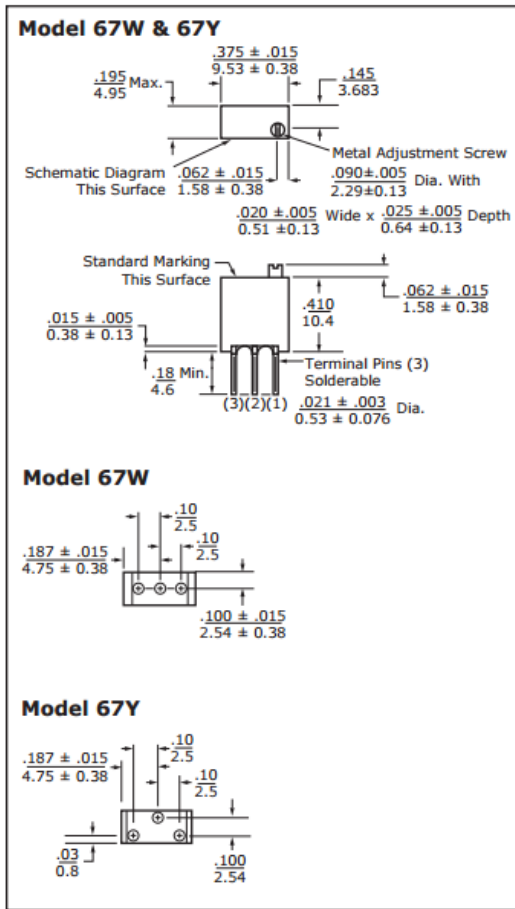 Model 67W & 67Y
.375 ± .015
9.53 ± 0.38
.195 Max.
4.95
.145
3.683
Metal Adjustment Screw
Schematic Diagram
This Surface
.062 ± .015
1.58 ± 0.38
.090±.005 Dia. With
2.29±0.13
.020 ±.005 Wide x .025 ±.005 Depth
0.51 ±0.13 0.64 ±0.13
Standard Marking
This Surface
.410
10.4
.062 ± .015
1.58 ± 0.38
.015 ± .005
0.38 ± 0.13
.18 Min.
4.6
Terminal Pins (3)
Solderable
(3)(2)(1)
.021 ± .003 Dia.
0.53 ± 0.076
Model 67W
.10
2.5
.10
2.5
.187 ± .015
4.75 ± 0.38
.100 ± .015
2.54 ± 0.38
Model 67Y
.10
2.5
.187 ± .015
4.75 ± 0.38
.10
2.5
.03
0.8
.100
2.54